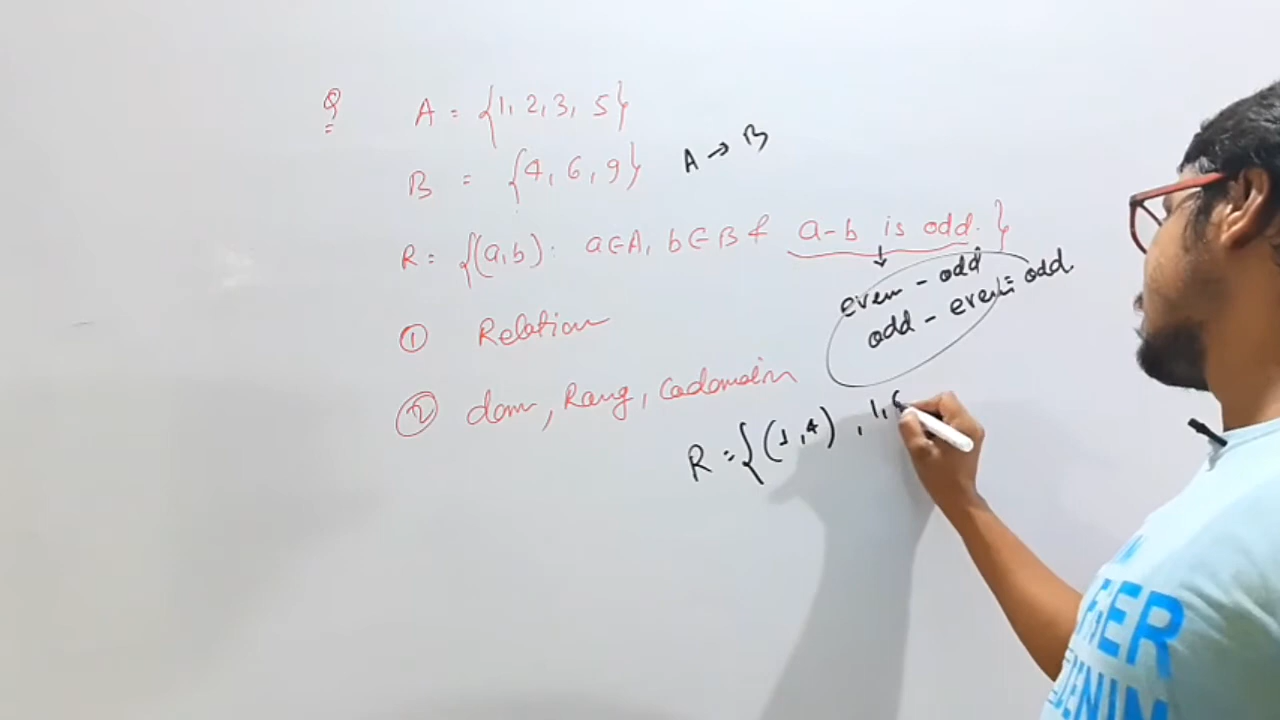 Q
A = {1, 2, 3, 5}
B = {4, 6, 9}
A → B
R = {(a,b): a∈A, b∈B & a-b is odd.}
even - odd
odd - even = odd.
① Relation
② dom, Rang, Codomain
R = {(1,4), 1,